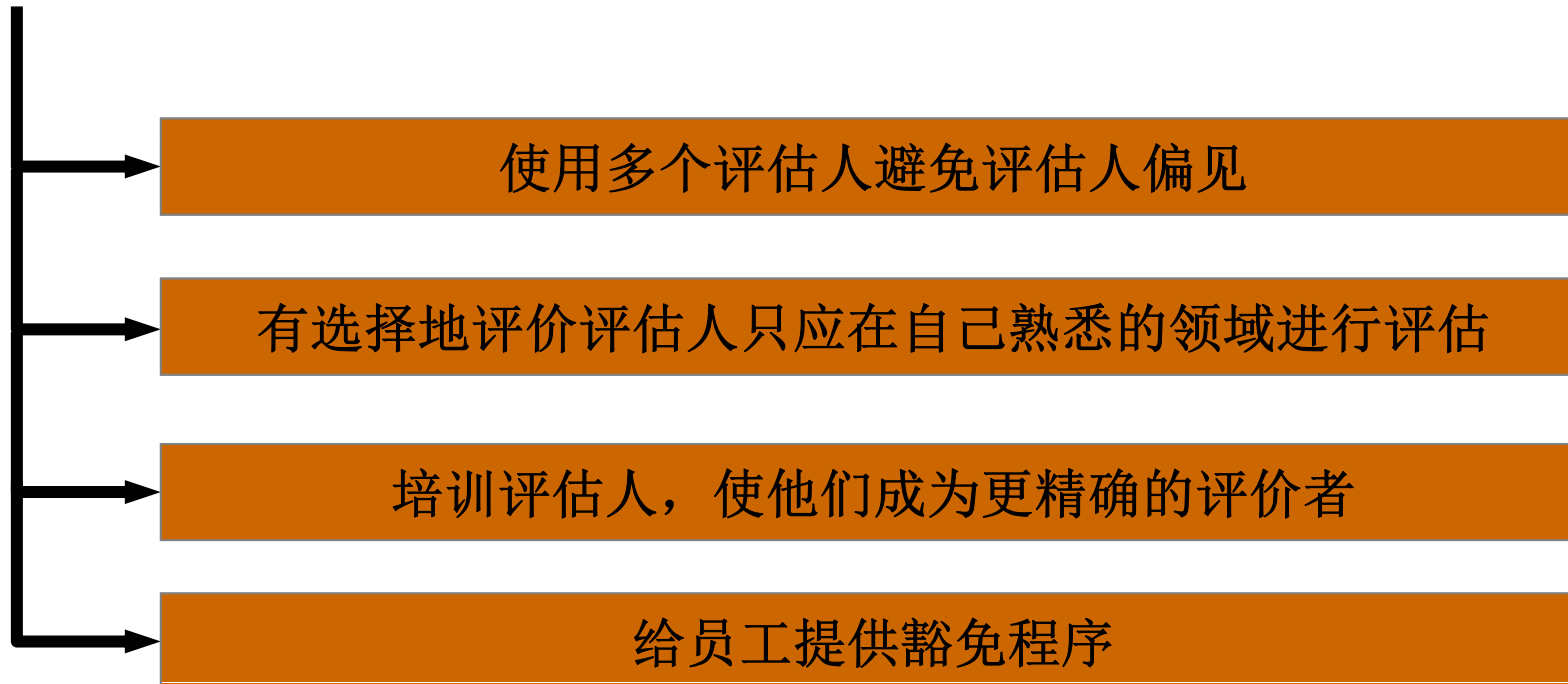 使用多个评估人避免评估人偏见
有选择地评价评估人只应在自己熟悉的领域进行评估
培训评估人，使他们成为更精确的评价者
给员工提供豁免程序